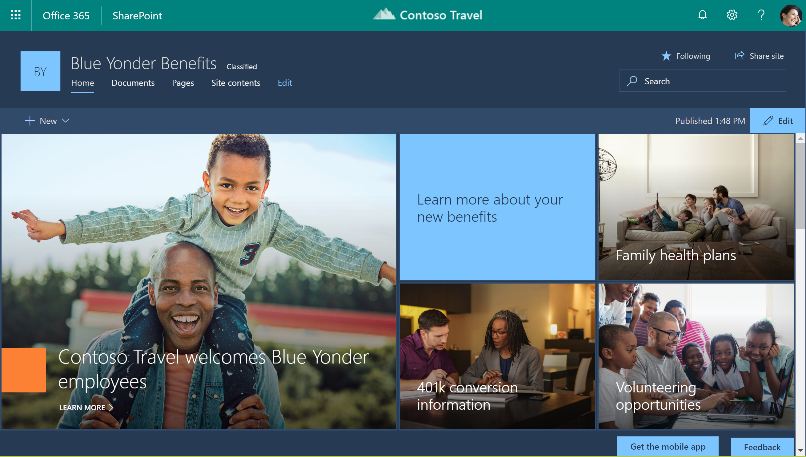 Office 365
SharePoint
Contoso Travel
BY
Blue Yonder Benefits
Classified
Following
Share site
Home
Documents
Pages
Site contents
Edit
Search
New
Published 1:48 PM
Edit
3
Contoso Travel welcomes Blue Yonder
employees
LEARN MORE
Learn more about your
new benefits
Family health plans
401k conversion
information
Volunteering
opportunities
Get the mobile app
Feedback